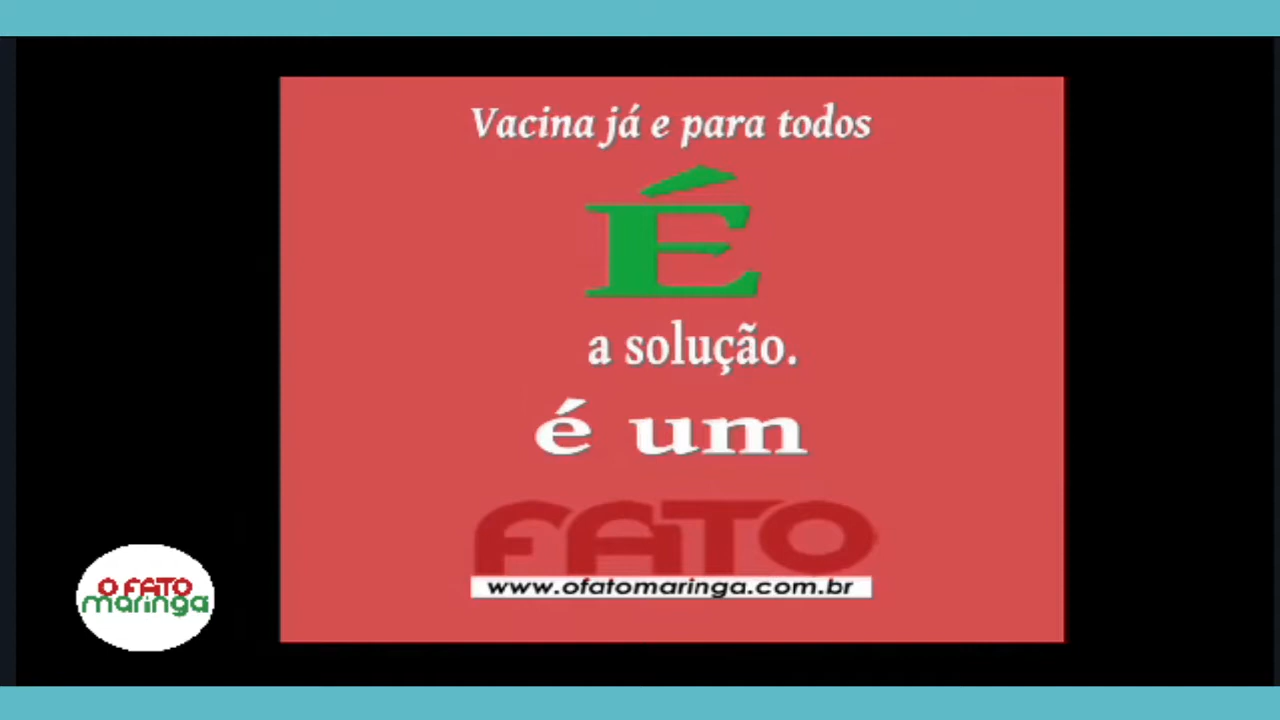 Vacina já e para todos
É
a solução.
é um
FATO
www.ofatomaringa.com.br
O FATO
maringa